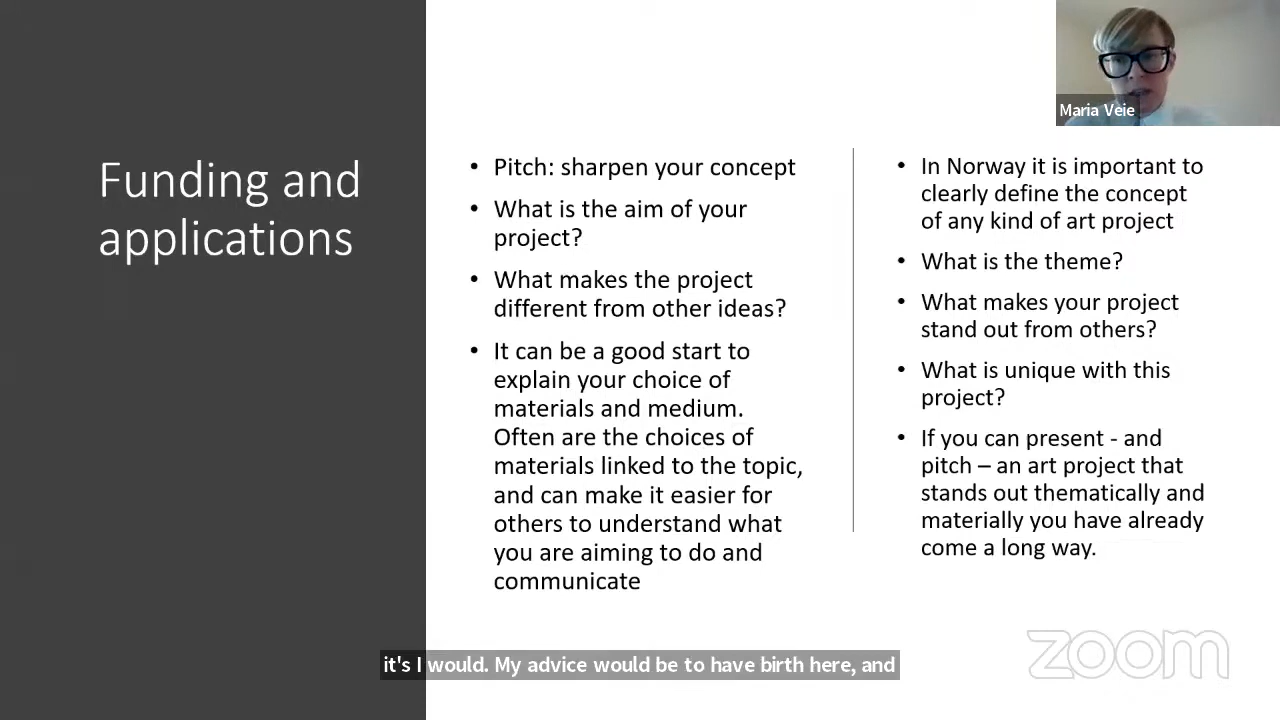 Maria Veie
Funding and
applications
• Pitch: sharpen your concept
• What is the aim of your
project?
• What makes the project
different from other ideas?
• It can be a good start to
explain your choice of
materials and medium.
Often are the choices of
materials linked to the topic,
and can make it easier for
others to understand what
you are aiming to do and
communicate
• In Norway it is important to
clearly define the concept
of any kind of art project
• What is the theme?
• What makes your project
stand out from others?
• What is unique with this
project?
• If you can present - and
pitch – an art project that
stands out thematically and
materially you have already
come a long way.
it's I would. My advice would be to have birth here, and
zoom